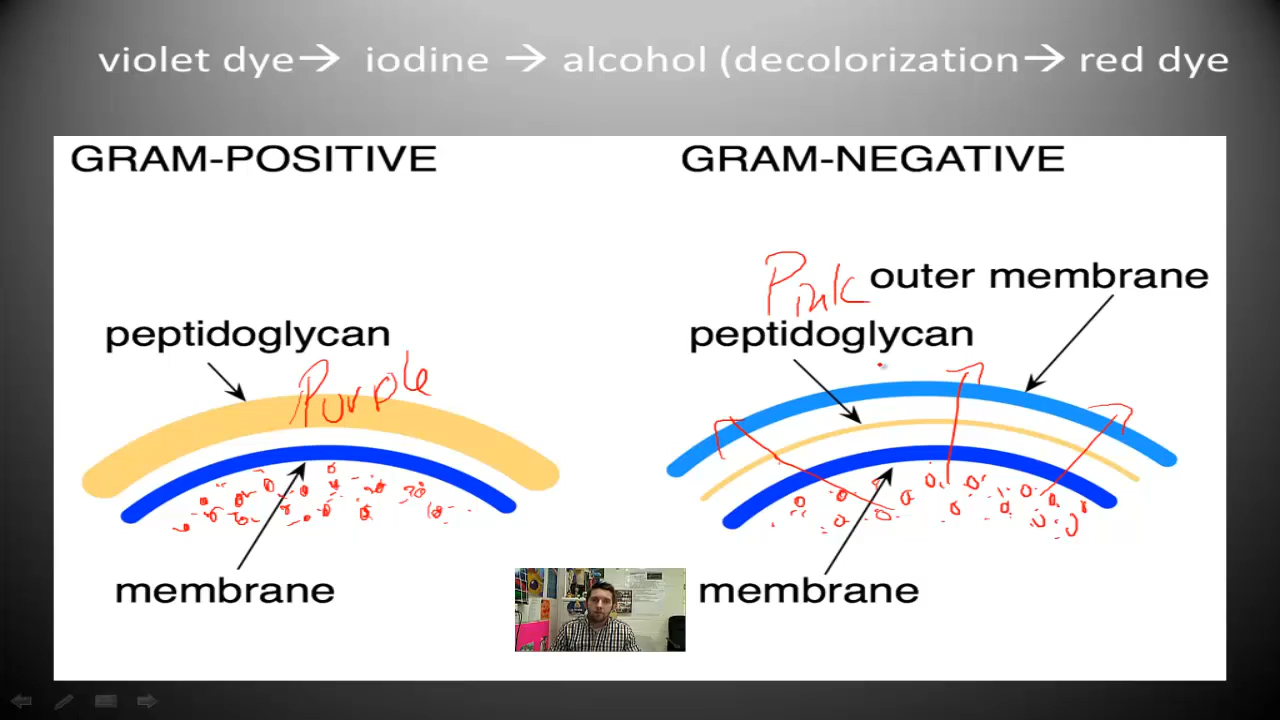 violet dye→ iodine → alcohol (decolorization→ red dye
GRAM-POSITIVE
GRAM-NEGATIVE
Pink
outer membrane
peptidoglycan
peptidoglycan
Purple
membrane
membrane